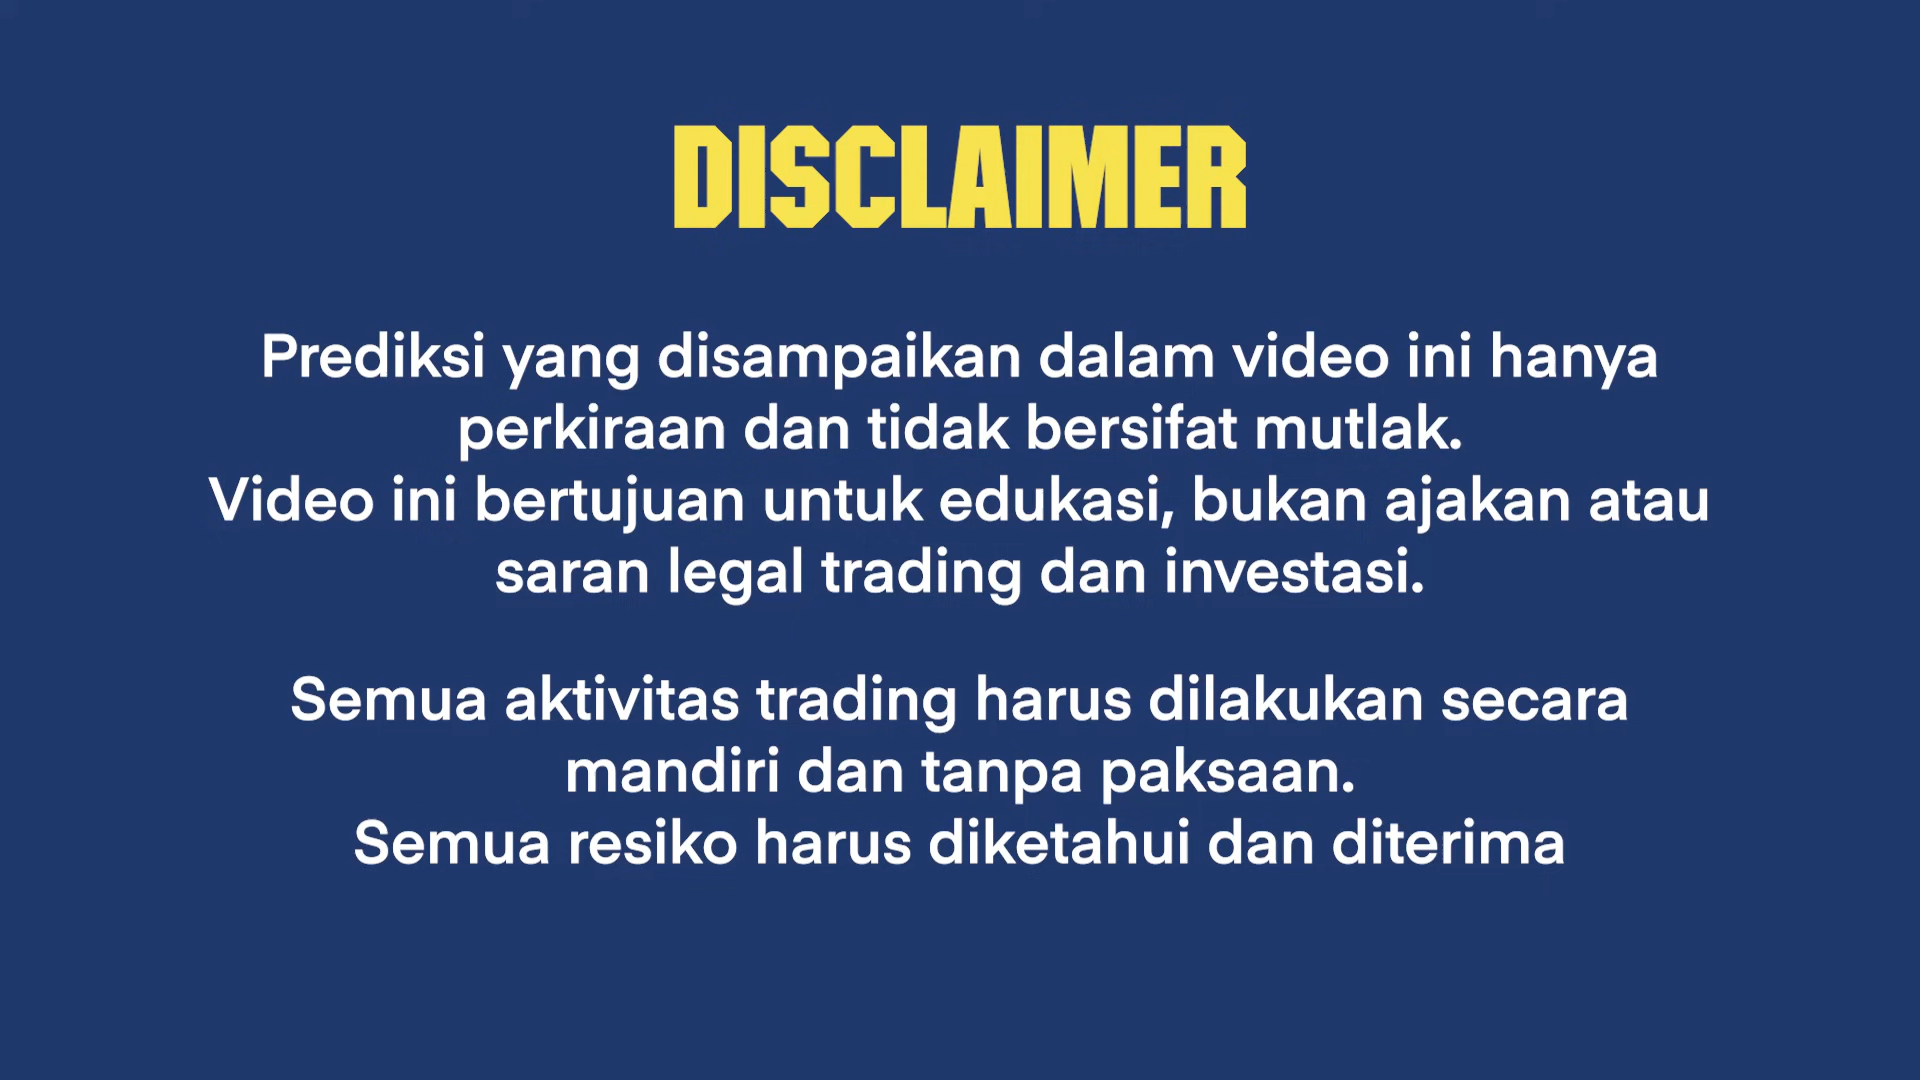 DISCLAIMER
Prediksi yang disampaikan dalam video ini hanya
perkiraan dan tidak bersifat mutlak.
Video ini bertujuan untuk edukasi, bukan ajakan atau
saran legal trading dan investasi.
Semua aktivitas trading harus dilakukan secara
mandiri dan tanpa paksaan.
Semua resiko harus diketahui dan diterima